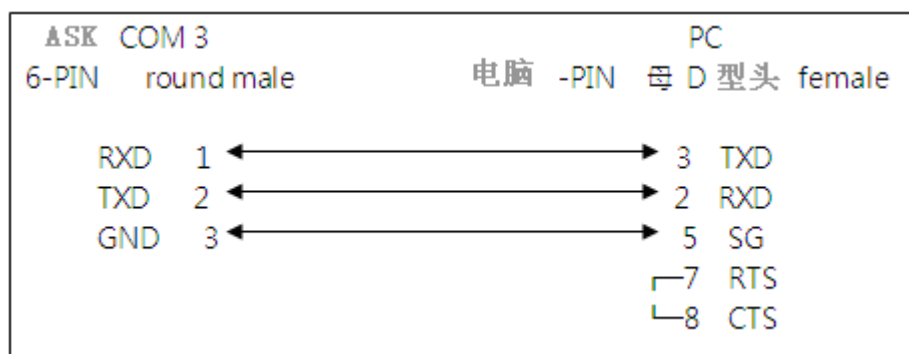 ASK COM 3 PC
6-PIN round male 电脑 -PIN 母 D 型头 female
RXD 1 3 TXD
TXD 2 2 RXD
GND 3 5 SG
7 RTS
8 CTS